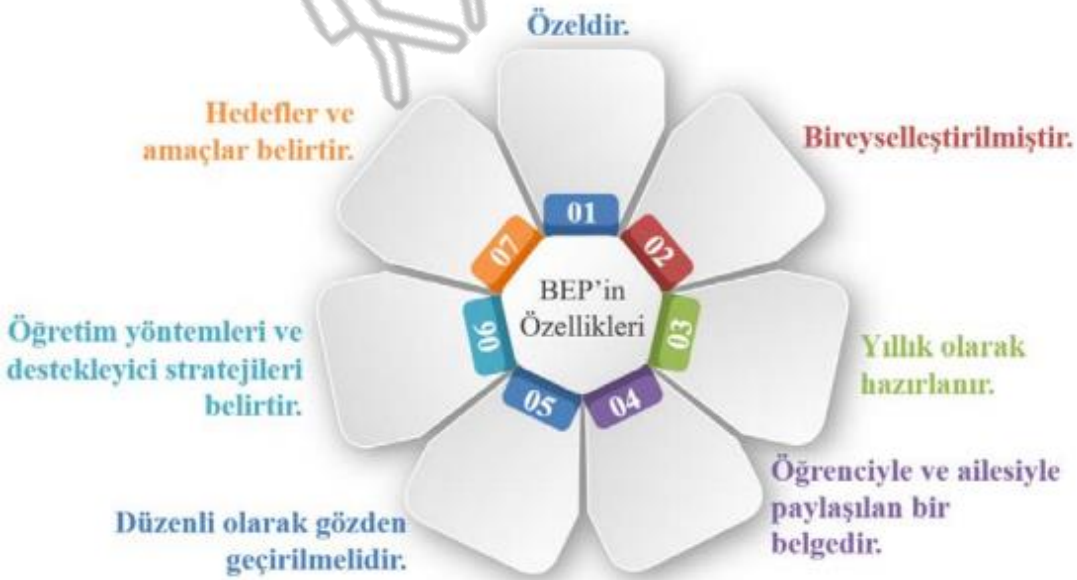 BEP’in
Özellikleri
01
Özeldir.
02
Bireyselleştirilmiştir.
03
Yıllık olarak
hazırlanır.
04
Öğrenciyle ve ailesiyle
paylaşılan bir
belgedir.
05
Düzenli olarak gözden
geçirilmelidir.
06
Öğretim yöntemleri ve
destekleyici stratejileri
belirtir.
07
Hedefler ve
amaçlar belirtir.